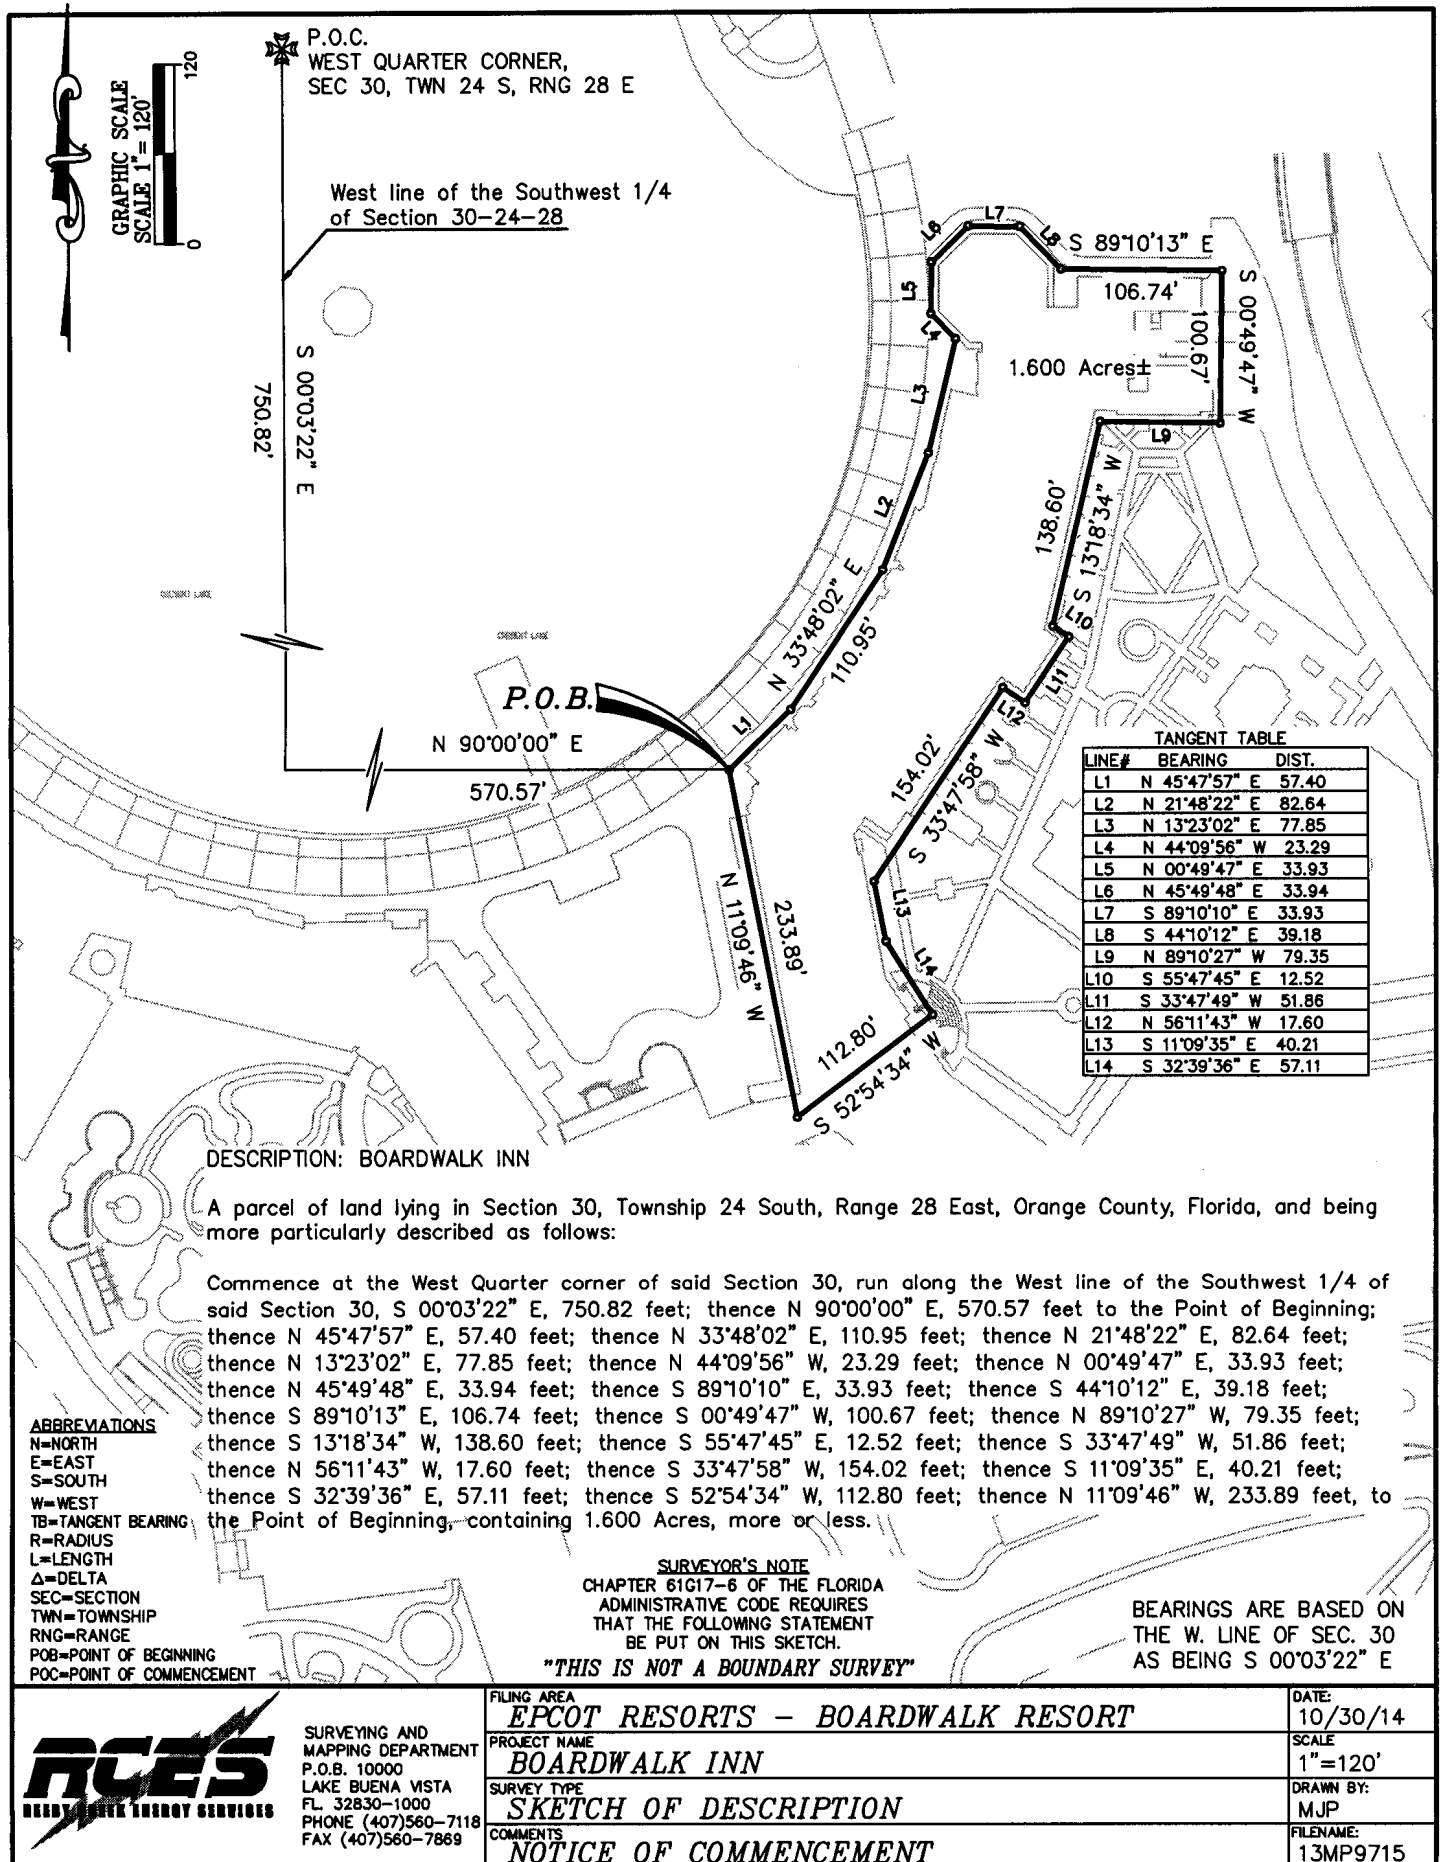 P.O.C.
WEST QUARTER CORNER,
SEC 30, TWN 24 S, RNG 28 E
GRAPHIC SCALE
SCALE 1"= 120'
120
0
West line of the Southwest 1/4
of Section 30-24-28
S 00°03'22" E
750.82'
L7
L6
L8
S 89°10'13" E
106.74'
L5
L4
S 00°49'47" W
100.67'
1.600 Acres±
L3
L9
L2
138.60'
S 13°18'34" W
N 33°48'02" E
110.95'
L10
L11
L12
P.O.B.
L1
N 90°00'00" E
570.57'
154.02'
S 33°47'58" W
L13
L14
N 11°09'46" W
233.89'
112.80'
S 52°54'34" W
TANGENT TABLE
LINE# BEARING DIST.
L1 N 45°47'57" E 57.40
L2 N 21°48'22" E 82.64
L3 N 13°23'02" E 77.85
L4 N 44°09'56" W 23.29
L5 N 00°49'47" E 33.93
L6 N 45°49'48" E 33.94
L7 S 89°10'10" E 33.93
L8 S 44°10'12" E 39.18
L9 N 89°10'27" W 79.35
L10 S 55°47'45" E 12.52
L11 S 33°47'49" W 51.86
L12 N 56°11'43" W 17.60
L13 S 11°09'35" E 40.21
L14 S 32°39'36" E 57.11
DESCRIPTION: BOARDWALK INN
A parcel of land lying in Section 30, Township 24 South, Range 28 East, Orange County, Florida, and being
more particularly described as follows:
Commence at the West Quarter corner of said Section 30, run along the West line of the Southwest 1/4 of
said Section 30, S 00°03'22" E, 750.82 feet; thence N 90°00'00" E, 570.57 feet to the Point of Beginning;
thence N 45°47'57" E, 57.40 feet; thence N 33°48'02" E, 110.95 feet; thence N 21°48'22" E, 82.64 feet;
thence N 13°23'02" E, 77.85 feet; thence N 44°09'56" W, 23.29 feet; thence N 00°49'47" E, 33.93 feet;
thence N 45°49'48" E, 33.94 feet; thence S 89°10'10" E, 33.93 feet; thence S 44°10'12" E, 39.18 feet;
thence S 89°10'13" E, 106.74 feet; thence S 00°49'47" W, 100.67 feet; thence N 89°10'27" W, 79.35 feet;
thence S 13°18'34" W, 138.60 feet; thence S 55°47'45" E, 12.52 feet; thence S 33°47'49" W, 51.86 feet;
thence N 56°11'43" W, 17.60 feet; thence S 33°47'58" W, 154.02 feet; thence S 11°09'35" E, 40.21 feet;
thence S 32°39'36" E, 57.11 feet; thence S 52°54'34" W, 112.80 feet; thence N 11°09'46" W, 233.89 feet, to
the Point of Beginning, containing 1.600 Acres, more or less.
ABBREVIATIONS
N=NORTH
E=EAST
S=SOUTH
W=WEST
TB=TANGENT BEARING
R=RADIUS
L=LENGTH
Δ=DELTA
SEC=SECTION
TWN=TOWNSHIP
RNG=RANGE
POB=POINT OF BEGINNING
POC=POINT OF COMMENCEMENT
SURVEYOR'S NOTE
CHAPTER 61G17-6 OF THE FLORIDA
ADMINISTRATIVE CODE REQUIRES
THAT THE FOLLOWING STATEMENT
BE PUT ON THIS SKETCH.
"THIS IS NOT A BOUNDARY SURVEY"
BEARINGS ARE BASED ON
THE W. LINE OF SEC. 30
AS BEING S 00°03'22" E
RCES
REEDY CREEK ENERGY SERVICES
SURVEYING AND
MAPPING DEPARTMENT
P.O.B. 10000
LAKE BUENA VISTA
FL. 32830-1000
PHONE (407)560-7118
FAX (407)560-7869
FILING AREA
EPCOT RESORTS - BOARDWALK RESORT
PROJECT NAME
BOARDWALK INN
SURVEY TYPE
SKETCH OF DESCRIPTION
COMMENTS
NOTICE OF COMMENCEMENT
DATE:
10/30/14
SCALE
1"=120'
DRAWN BY:
MJP
FILENAME:
13MP9715